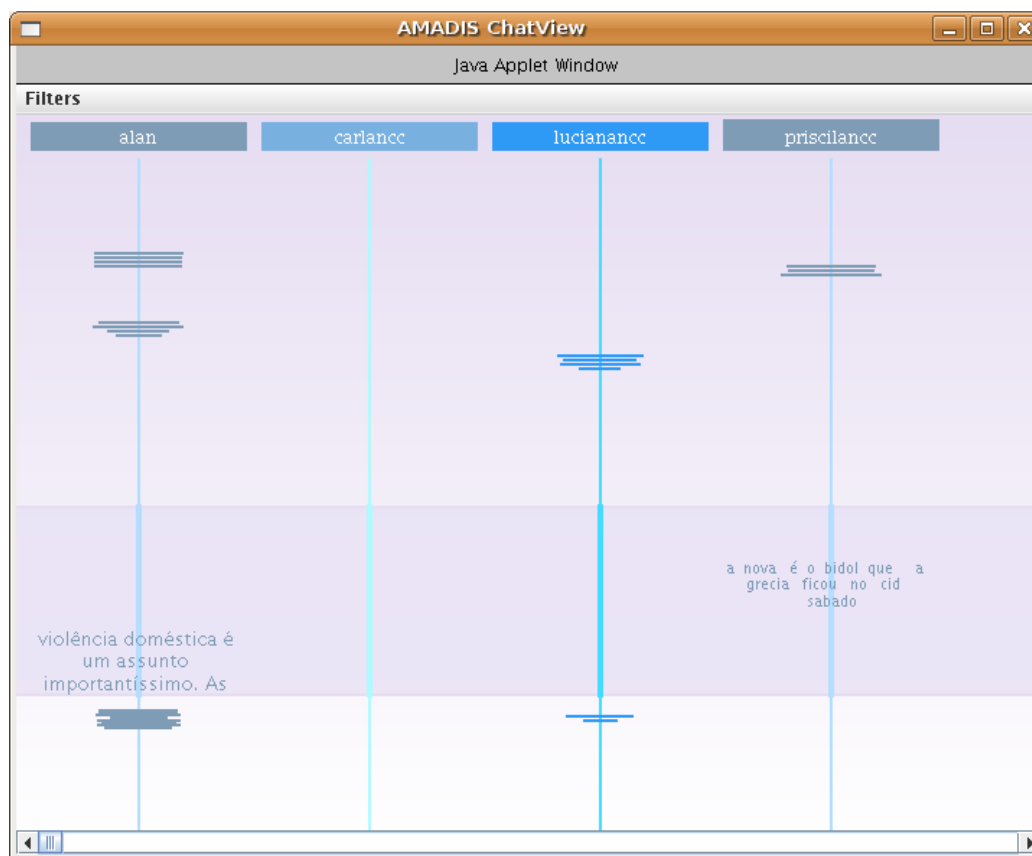 AMADIS ChatView
Java Applet Window
Filters
alan
carlancc
lucianancc
priscilancc
a nova é o bidol que a
grecia ficou no cid
sabado
violência doméstica é
um assunto
importantíssimo. As